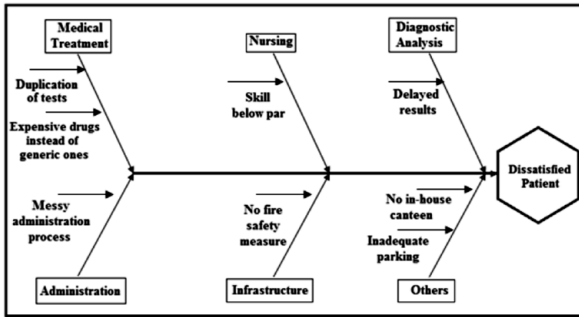 Medical
Treatment
Nursing
Diagnostic
Analysis
Duplication
of tests
Expensive drugs
instead of
generic ones
Skill
below par
Delayed
results
Dissatisfied
Patient
Messy
administration
process
No fire
safety
measure
No in-house
canteen
Inadequate
parking
Administration
Infrastructure
Others